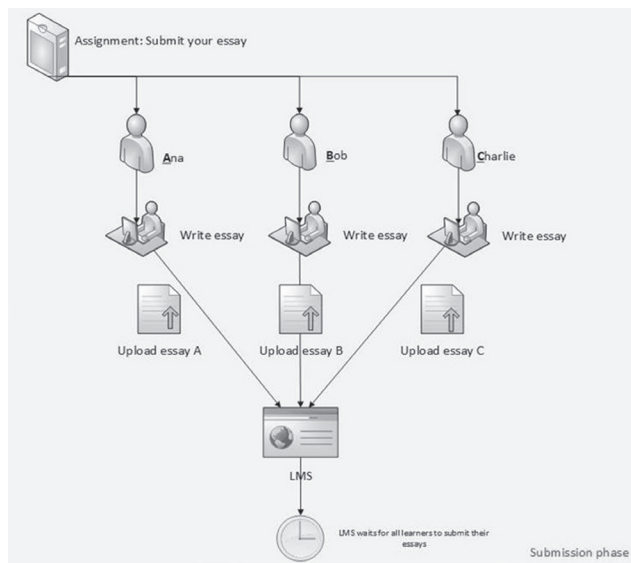 Assignment: Submit your essay
Ana
Bob
Charlie
Write essay
Write essay
Write essay
Upload essay A
Upload essay B
Upload essay C
LMS
LMS waits for all learners to submit their
essays
Submission phase